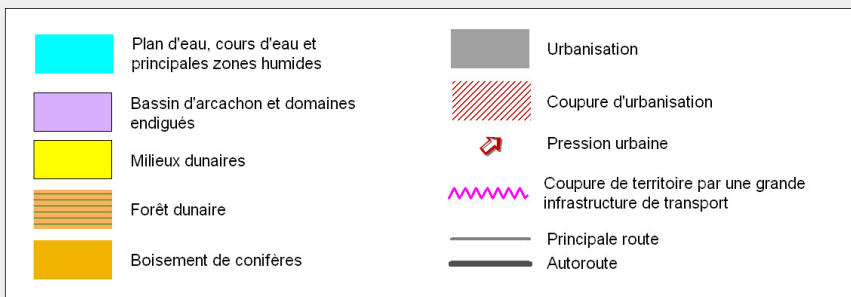 Plan d'eau, cours d'eau et
principales zones humides
Bassin d'arcachon et domaines
endigués
Milieux dunaires
Forêt dunaire
Boisement de conifères
Urbanisation
Coupure d'urbanisation
Pression urbaine
Coupure de territoire par une grande
infrastructure de transport
Principale route
Autoroute